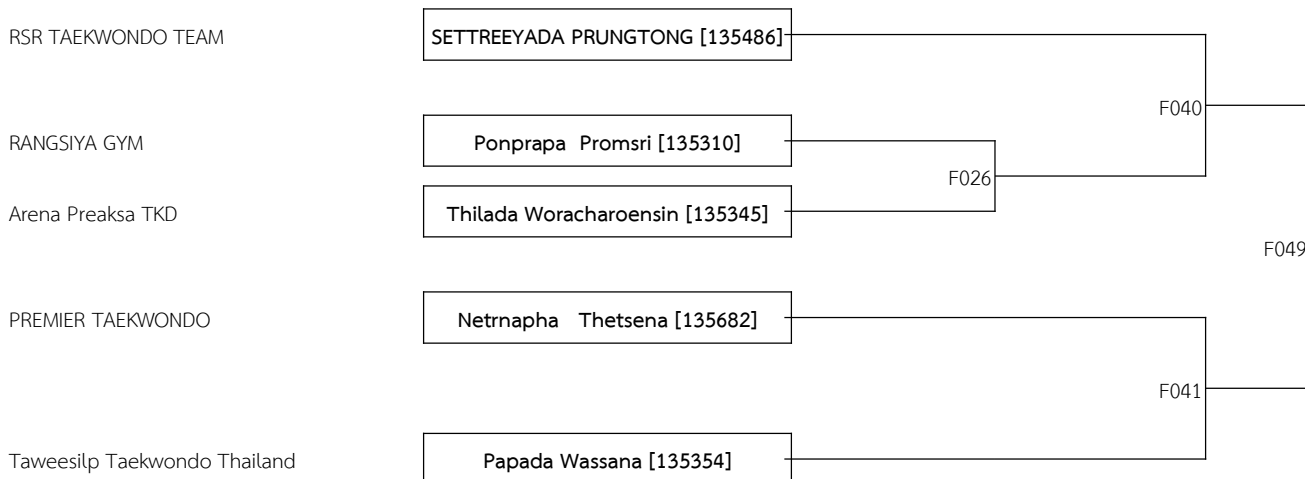 RSR TAEKWONDO TEAM SETTREEYADA PRUNGTONG [135486]
F040
RANGSIYA GYM Ponprapa Promsri [135310]
F026
Arena Preaksa TKD Thilada Woracharoensin [135345]
F049
PREMIER TAEKWONDO Netrnapha Thetsena [135682]
F041
Taweesilp Taekwondo Thailand Papada Wassana [135354]